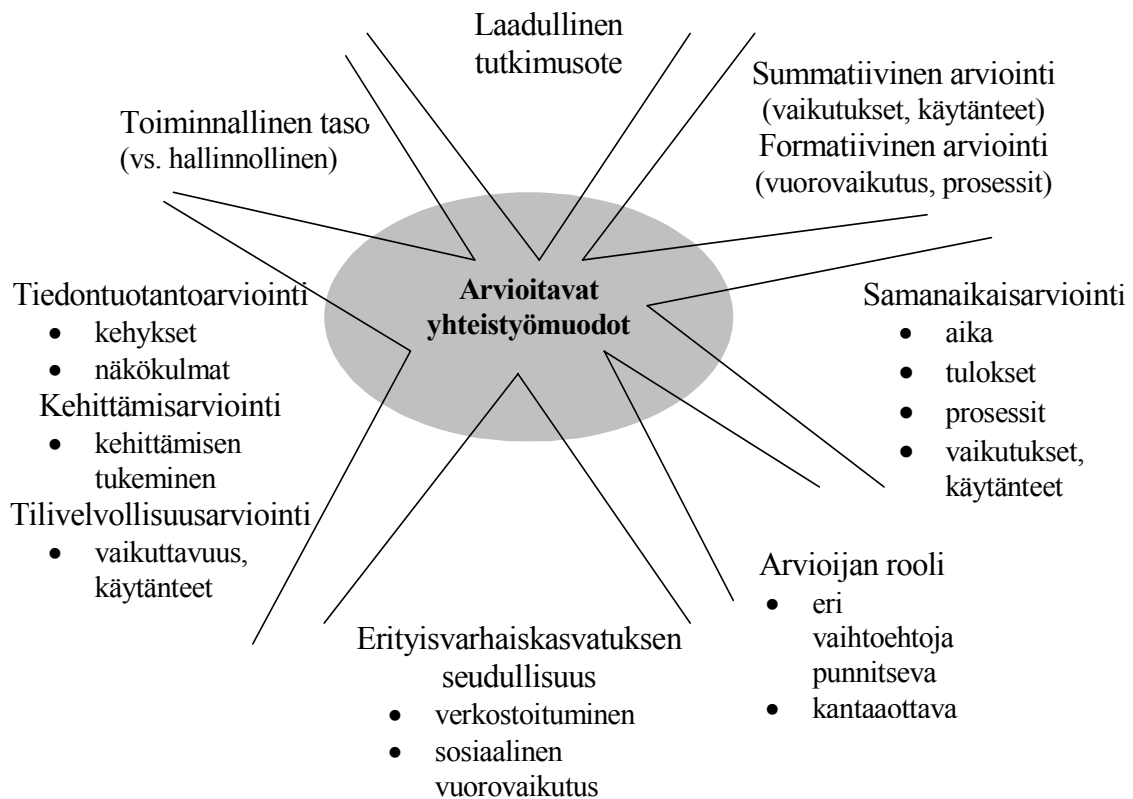 Laadullinen
tutkimusote
Summatiivinen arviointi
(vaikutukset, käytänteet)
Formatiivinen arviointi
(vuorovaikutus, prosessit)
Toiminnallinen taso
(vs. hallinnollinen)
Arvioitavat
yhteistyömuodot
Tiedontuotantoarviointi
• kehykset
• näkökulmat
Kehittämisarviointi
• kehittämisen
tukeminen
Tilivelvollisuusarviointi
• vaikuttavuus,
käytänteet
Samanaikaisarviointi
• aika
• tulokset
• prosessit
• vaikutukset,
käytänteet
Arvioijan rooli
• eri
vaihtoehtoja
punnitseva
• kantaaottava
Erityisvarhaiskasvatuksen
seudullisuus
• verkostoituminen
• sosiaalinen
vuorovaikutus